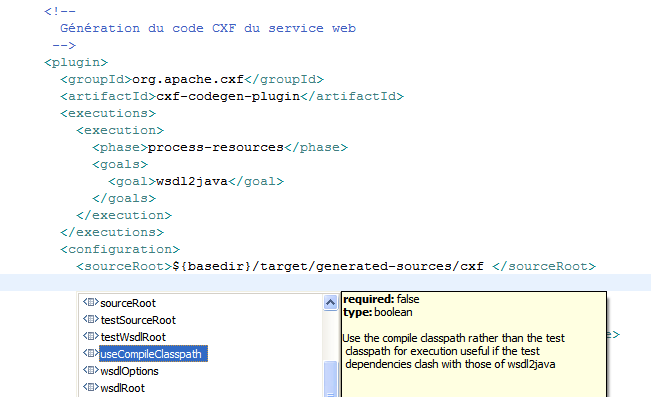 <!--
Génération du code CXF du service web
-->
<plugin>
<groupId>org.apache.cxf</groupId>
<artifactId>cxf-codegen-plugin</artifactId>
<executions>
<execution>
<phase>process-resources</phase>
<goals>
<goal>wsdl2java</goal>
</goals>
</execution>
</executions>
<configuration>
<sourceRoot>${basedir}/target/generated-sources/cxf </sourceRoot>
sourceRoot
testSourceRoot
testWsdlRoot
useCompileClasspath
wsdlOptions
wsdlRoot
required: false
type: boolean
Use the compile classpath rather than the test
classpath for execution useful if the test
dependencies clash with those of wsdl2java
e>